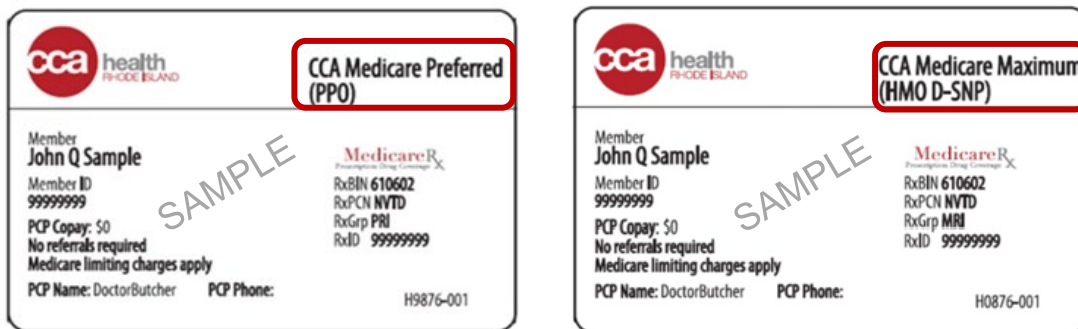 cca health
RHODE ISLAND
CCA Medicare Preferred
(PPO)
Member
John Q Sample
Member ID
99999999
PCP Copay: $0
No referrals required
Medicare limiting charges apply
PCP Name: DoctorButcher PCP Phone:
SAMPLE
MedicareRx
Prescription Drug Coverage
RxBIN 610602
RxPCN NVTD
RxGrp PRI
RxID 99999999
H9876-001
cca health
RHODE ISLAND
CCA Medicare Maximum
(HMO D-SNP)
Member
John Q Sample
Member ID
99999999
PCP Copay: $0
No referrals required
Medicare limiting charges apply
PCP Name: DoctorButcher PCP Phone:
SAMPLE
MedicareRx
Prescription Drug Coverage
RxBIN 610602
RxPCN NVTD
RxGrp MRI
RxID 99999999
H0876-001